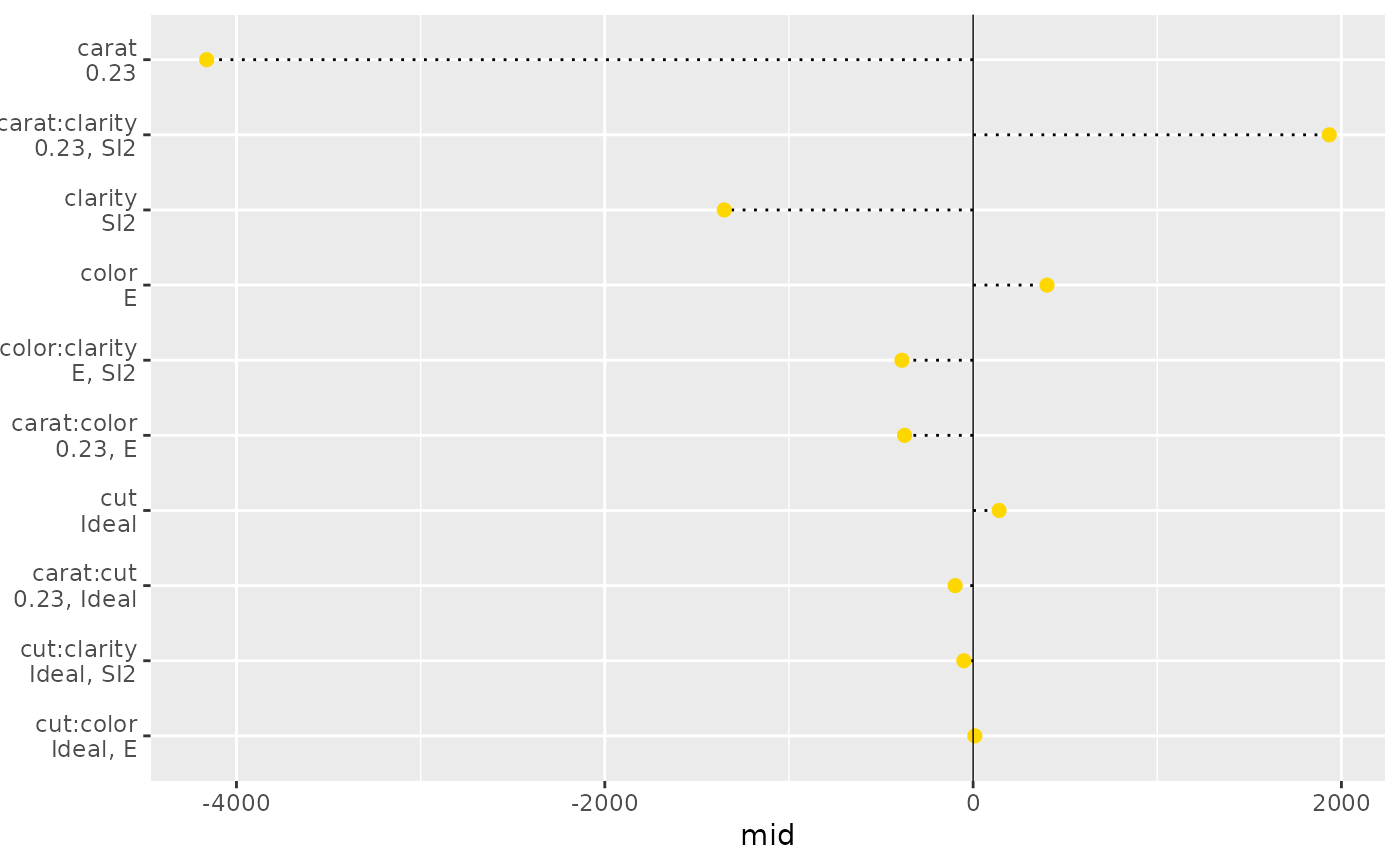 carat
0.23
carat:clarity
0.23, SI2
clarity
SI2
color
E
color:clarity
E, SI2
carat:color
0.23, E
cut
Ideal
carat:cut
0.23, Ideal
cut:clarity
Ideal, SI2
cut:color
Ideal, E
-4000
-2000
0
2000
mid